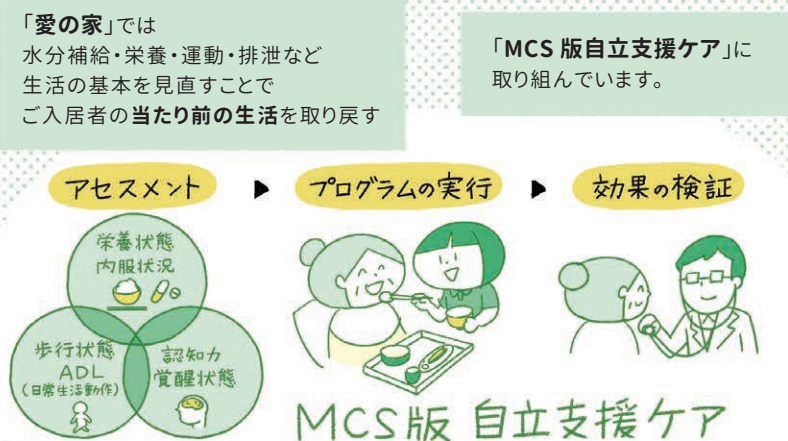 「愛の家」では
水分補給・栄養・運動・排泄など
生活の基本を見直すことで
ご入居者の当たり前の生活を取り戻す
「MCS 版自立支援ケア」に
取り組んでいます。
アセスメント ▶ プログラムの実行 ▶ 効果の検証
栄養状態
内服状況
歩行状態
ADL
(日常生活動作)
認知力
覚醒状態
MCS版 自立支援ケア